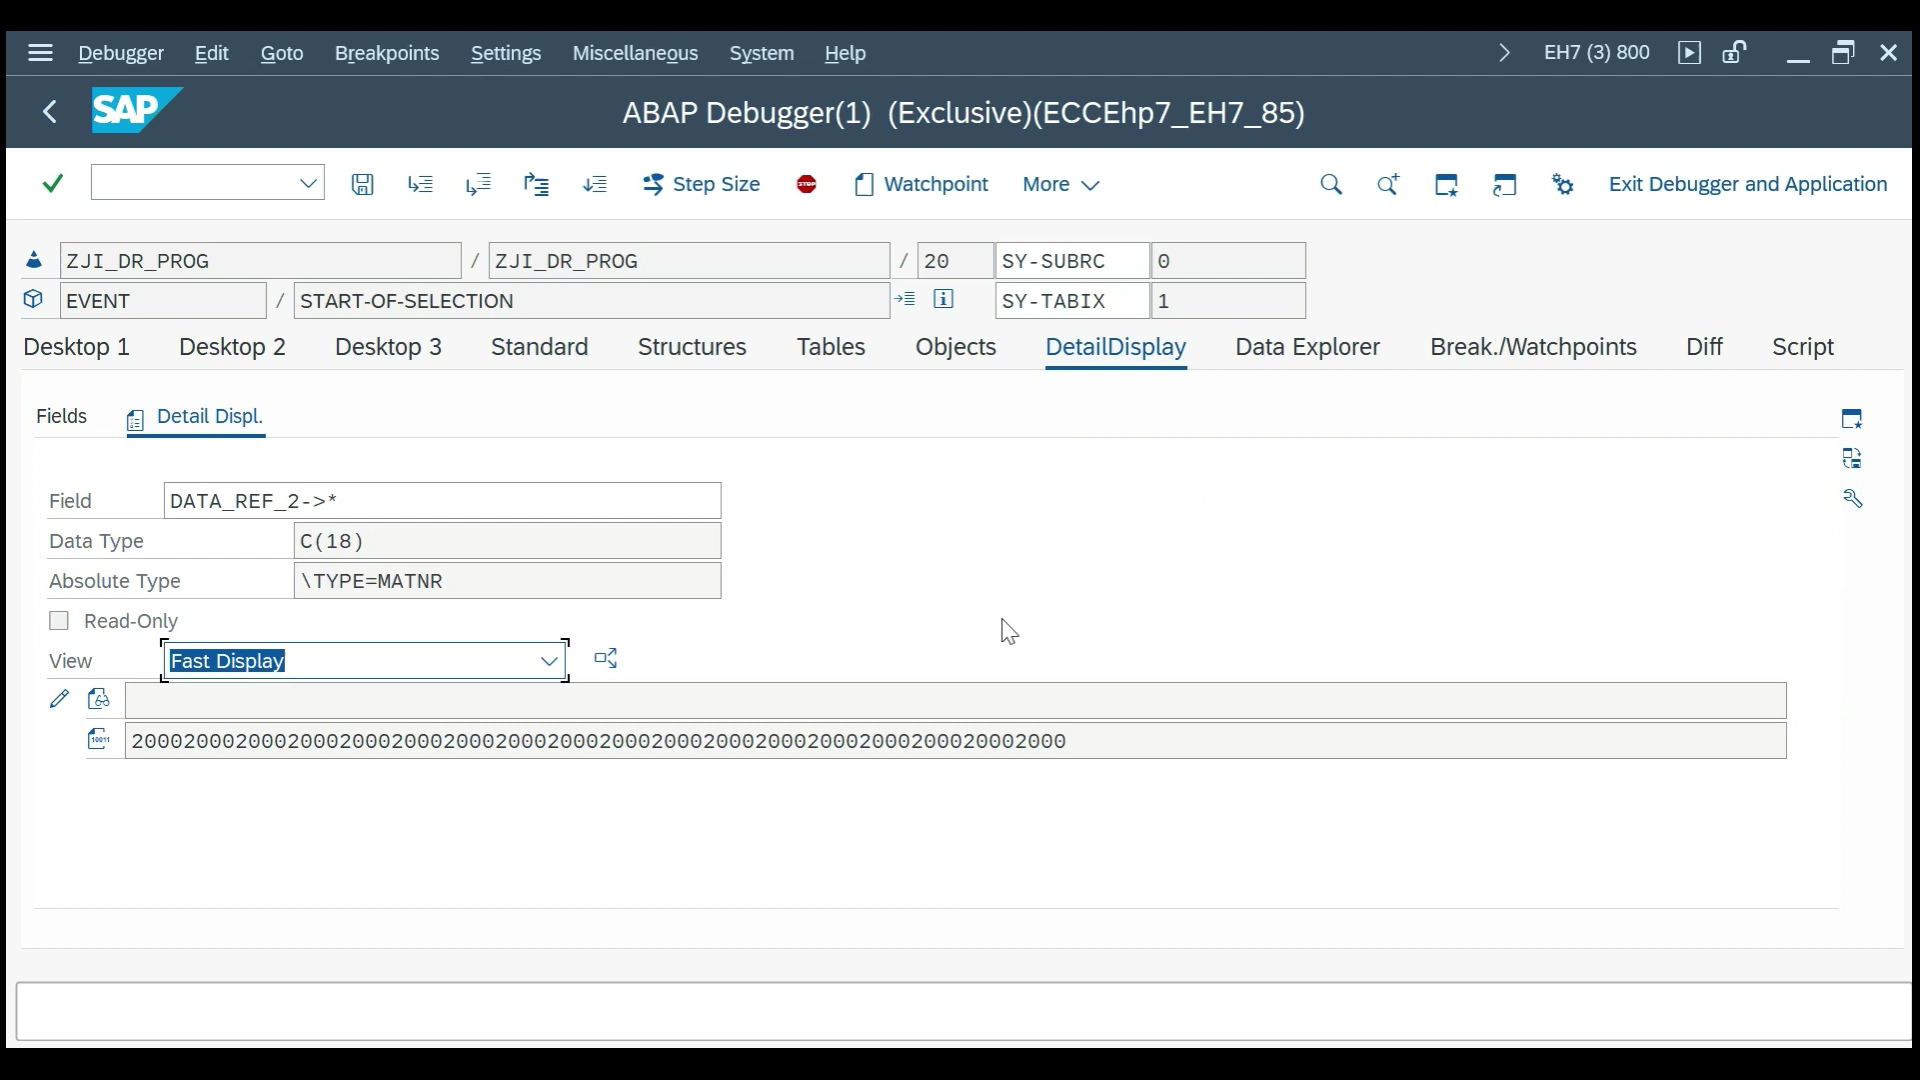 Debugger Edit Goto Breakpoints Settings Miscellaneous System Help EH7 (3) 800
SAP ABAP Debugger(1) (Exclusive)(ECCEhp7_EH7_85)
Step Size STOP Watchpoint More Exit Debugger and Application
ZJI_DR_PROG / ZJI_DR_PROG / 20 SY-SUBRC 0
EVENT / START-OF-SELECTION SY-TABIX 1
Desktop 1 Desktop 2 Desktop 3 Standard Structures Tables Objects DetailDisplay Data Explorer Break./Watchpoints Diff Script
Fields Detail Displ.
Field DATA_REF_2->*
Data Type C(18)
Absolute Type \TYPE=MATNR
Read-Only
View Fast Display
10011 200020002000200020002000200020002000200020002000200020002000200020002000